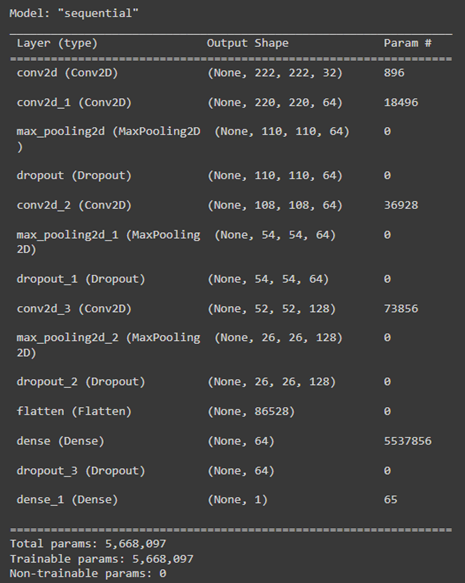 Model: "sequential"
Layer (type) Output Shape Param #
conv2d (Conv2D) (None, 222, 222, 32) 896
conv2d_1 (Conv2D) (None, 220, 220, 64) 18496
max_pooling2d (MaxPooling2D (None, 110, 110, 64) 0
)
dropout (Dropout) (None, 110, 110, 64) 0
conv2d_2 (Conv2D) (None, 108, 108, 64) 36928
max_pooling2d_1 (MaxPooling (None, 54, 54, 64) 0
2D)
dropout_1 (Dropout) (None, 54, 54, 64) 0
conv2d_3 (Conv2D) (None, 52, 52, 128) 73856
max_pooling2d_2 (MaxPooling (None, 26, 26, 128) 0
2D)
dropout_2 (Dropout) (None, 26, 26, 128) 0
flatten (Flatten) (None, 86528) 0
dense (Dense) (None, 64) 5537856
dropout_3 (Dropout) (None, 64) 0
dense_1 (Dense) (None, 1) 65
Total params: 5,668,097
Trainable params: 5,668,097
Non-trainable params: 0